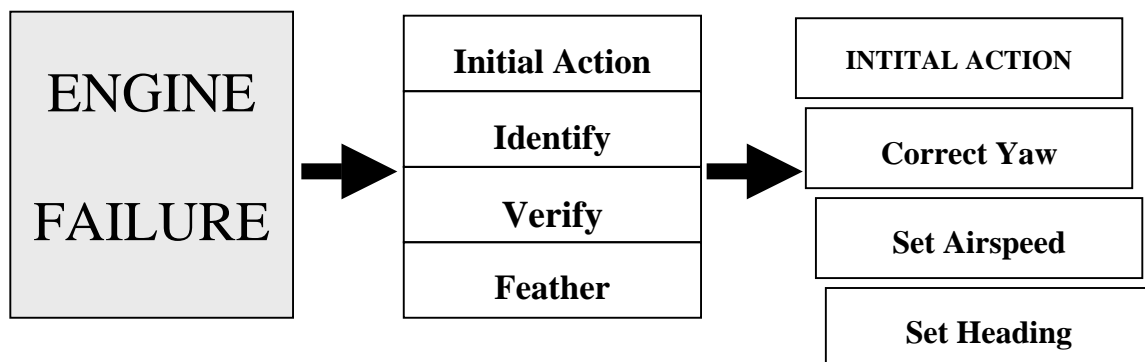 ENGINE
FAILURE
Initial Action
Identify
Verify
Feather
INTITAL ACTION
Correct Yaw
Set Airspeed
Set Heading